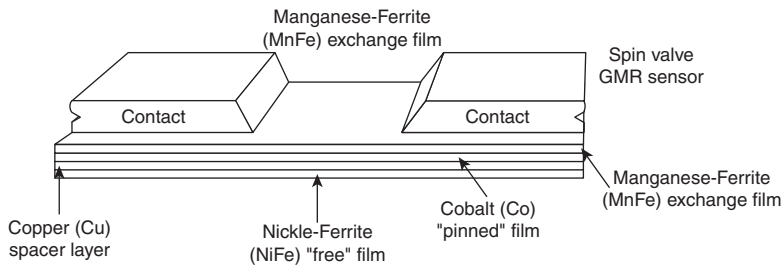 Manganese-Ferrite
(MnFe) exchange film
Spin valve
GMR sensor
Contact
Contact
Manganese-Ferrite
(MnFe) exchange film
Copper (Cu)
spacer layer
Nickle-Ferrite
(NiFe) "free" film
Cobalt (Co)
"pinned" film